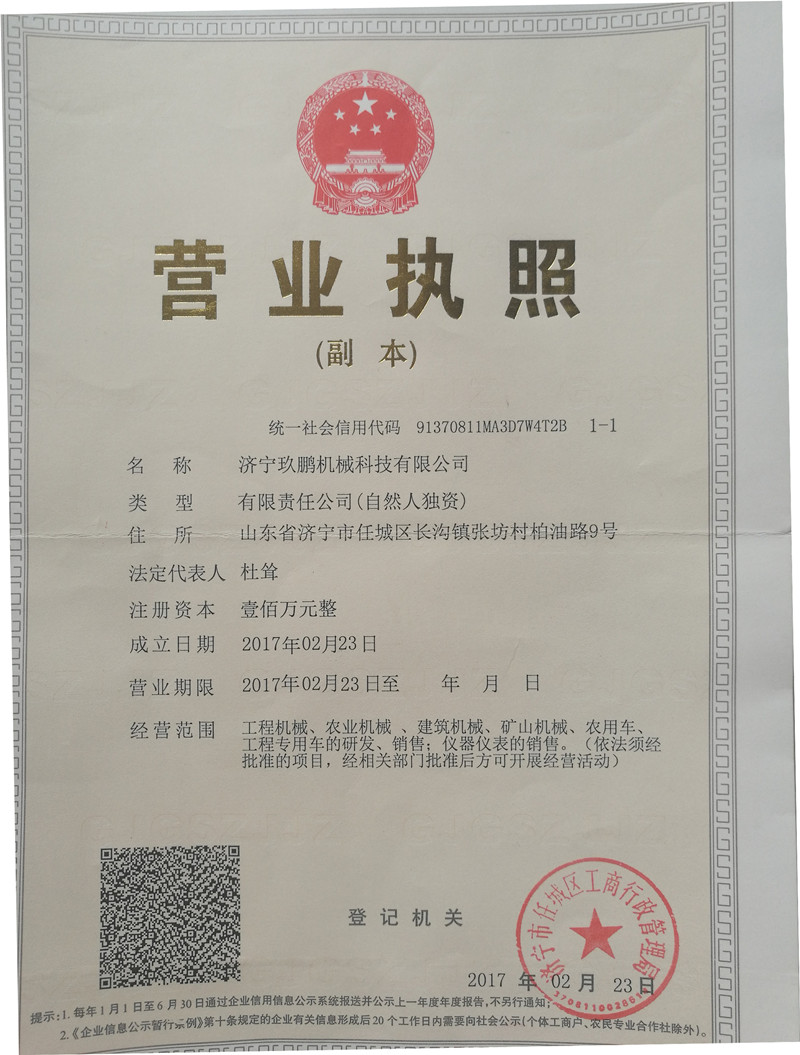 营业执照
(副 本)
统一社会信用代码 91370811MA3D7W4T2B 1-1
名 称 济宁玖鹏机械科技有限公司
类 型 有限责任公司(自然人独资)
住 所 山东省济宁市任城区长沟镇张坊村柏油路9号
法定代表人 杜耸
注册资本 壹佰万元整
成立日期 2017年02月23日
营业期限 2017年02月23日至 年 月 日
经营范围 工程机械、农业机械 、建筑机械、矿山机械、农用车、
工程专用车的研发、销售; 仪器仪表的销售。(依法须经
批准的项目, 经相关部门批准后方可开展经营活动)
登记机关
济宁市任城区工商行政管理局
2017 年 02 月 23日
提示:1. 每年1月1日至6月30日通过企业信用信息公示系统报送并公示上一年度年度报告,不另行通知;
2.《企业信息公示暂行条例》第十条规定的企业有关信息形成后20个工作日内需要向社会公示(个体工商户、农民专业合作社除外)。